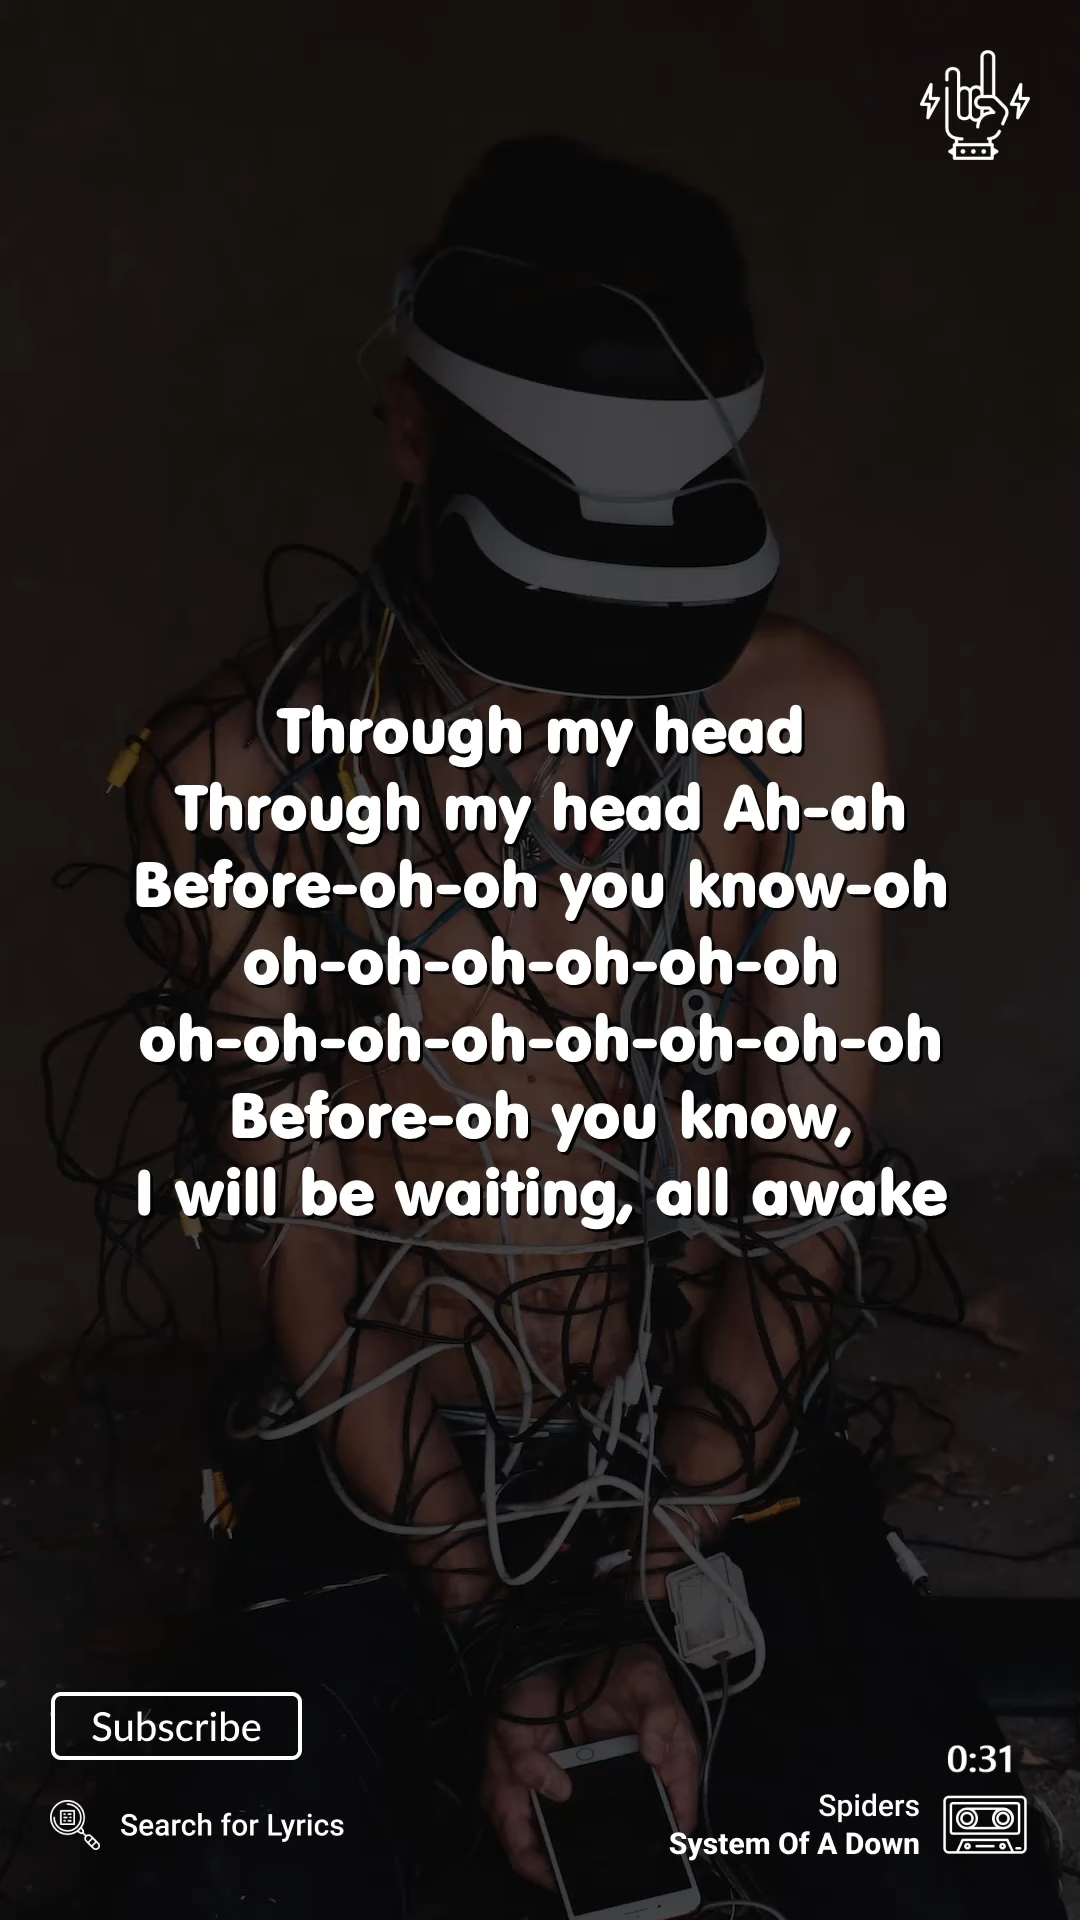 Through my head
Through my head Ah-ah
Before-oh-oh you know-oh
oh-oh-oh-oh-oh-oh
oh-oh-oh-oh-oh-oh-oh-oh
Before-oh you know,
I will be waiting, all awake
Subscribe
Search for Lyrics
0:31
Spiders
System Of A Down